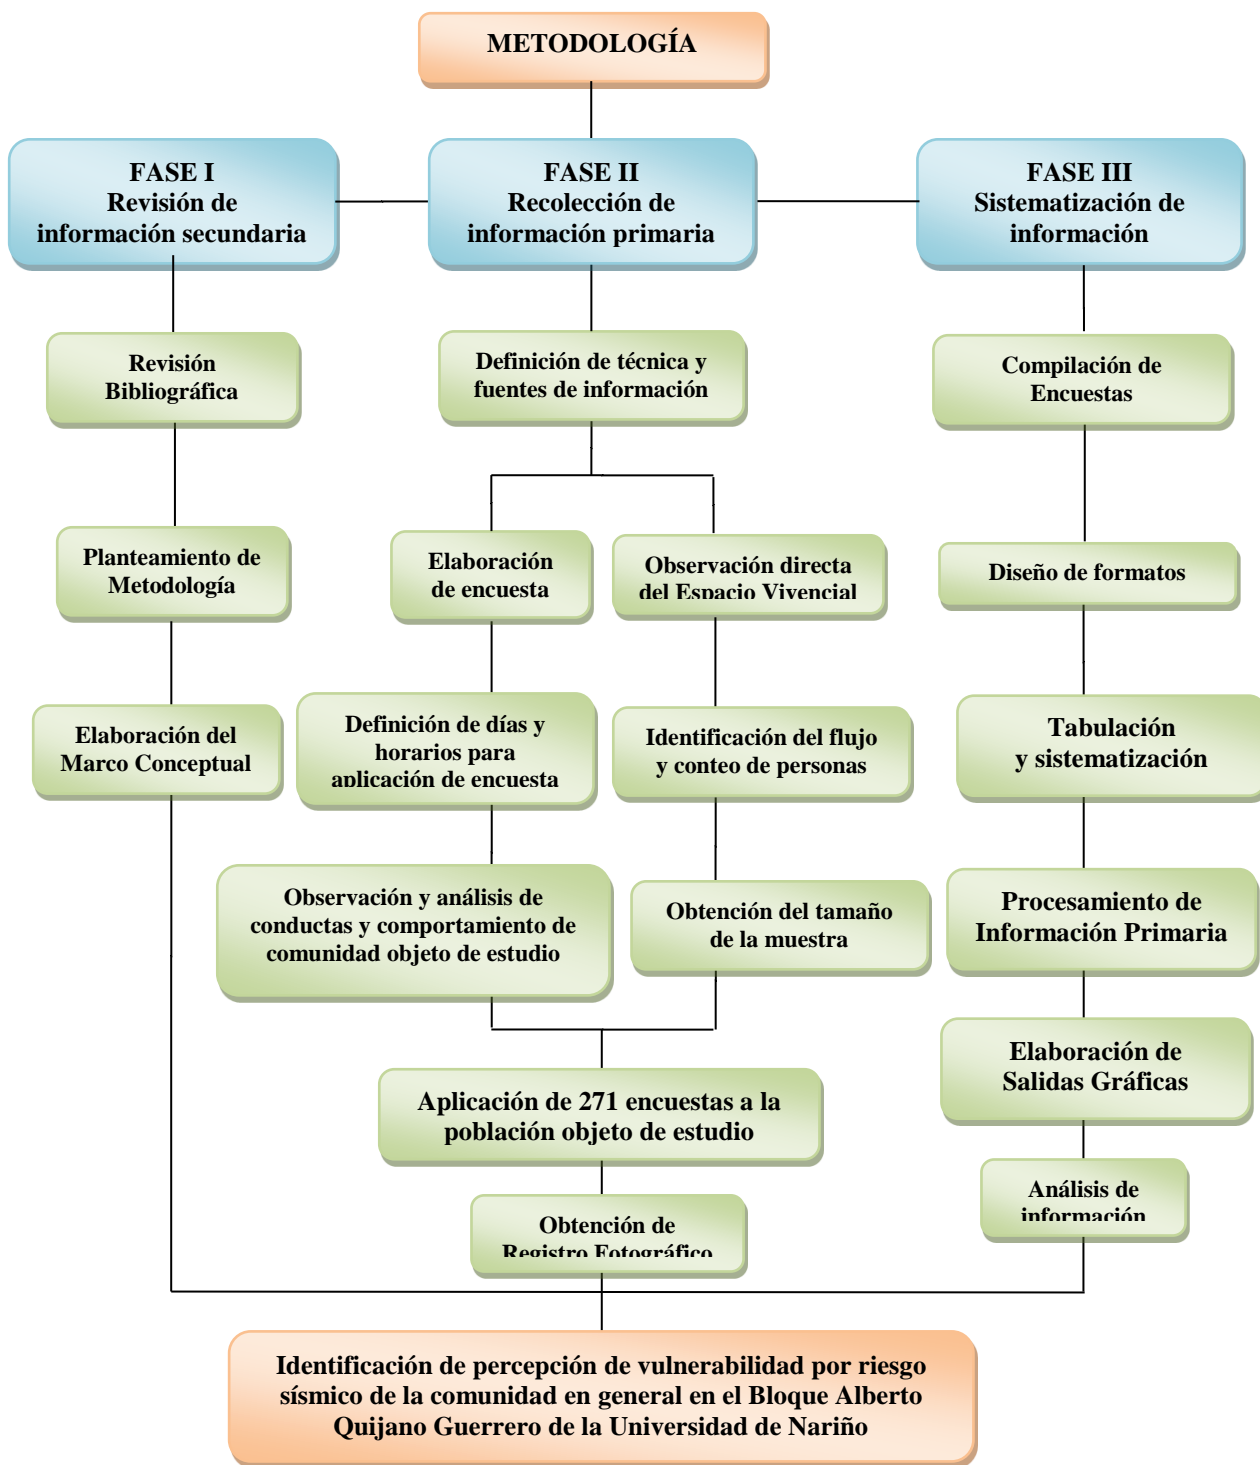 METODOLOGÍA
FASE I
Revisión de
información secundaria
FASE II
Recolección de
información primaria
FASE III
Sistematización de
información
Revisión
Bibliográfica
Planteamiento de
Metodología
Elaboración del
Marco Conceptual
Definición de técnica y
fuentes de información
Elaboración
de encuesta
Observación directa
del Espacio Vivencial
Definición de días y
horarios para
aplicación de encuesta
Identificación del flujo
y conteo de personas
Observación y análisis de
conductas y comportamiento de
comunidad objeto de estudio
Obtención del tamaño
de la muestra
Aplicación de 271 encuestas a la
población objeto de estudio
Obtención de
Registro Fotográfico
Compilación de
Encuestas
Diseño de formatos
Tabulación
y sistematización
Procesamiento de
Información Primaria
Elaboración de
Salidas Gráficas
Análisis de
información
Identificación de percepción de vulnerabilidad por riesgo
sísmico de la comunidad en general en el Bloque Alberto
Quijano Guerrero de la Universidad de Nariño